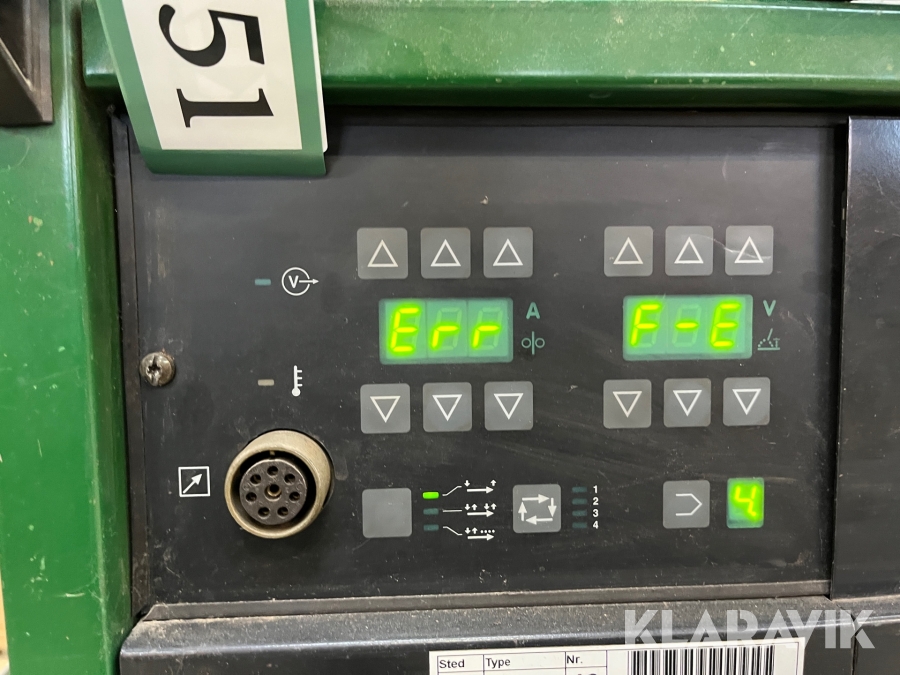 51
A
V
V
Err
F-E
1
2
3
4
4
KLARAVIK
Sted Type Nr.